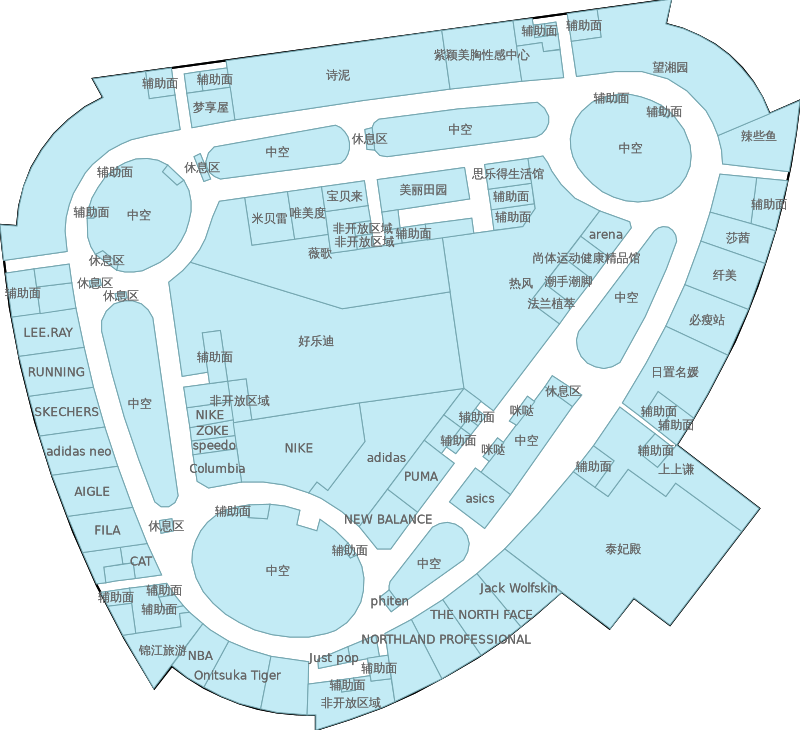 辅助面
辅助面
紫颖美胸性感中心
诗泥
望湘园
辅助面
辅助面
辅助面
辅助面
梦享屋
辣些鱼
中空
休息区
中空
中空
休息区
辅助面
思乐得生活馆
美丽田园
宝贝来
辅助面
辅助面
辅助面
米贝雷
唯美度
辅助面
中空
辅助面
非开放区域
辅助面
arena
莎茜
非开放区域
薇歌
休息区
尚体运动健康精品馆
纤美
休息区
休息区
辅助面
热风
潮手潮脚
中空
法兰植萃
必瘦站
LEE.RAY
好乐迪
辅助面
RUNNING
日置名媛
休息区
中空
非开放区域
SKECHERS
NIKE
咪哒
辅助面
辅助面
辅助面
ZOKE
speedo
辅助面
中空
adidas neo
NIKE
咪哒
辅助面
adidas
Columbia
辅助面
上上谦
PUMA
AIGLE
asics
辅助面
NEW BALANCE
休息区
FILA
辅助面
泰妃殿
CAT
中空
中空
Jack Wolfskin
辅助面
辅助面
phiten
辅助面
THE NORTH FACE
NORTHLAND PROFESSIONAL
锦江旅游
NBA
Just pop
辅助面
Onitsuka Tiger
辅助面
非开放区域